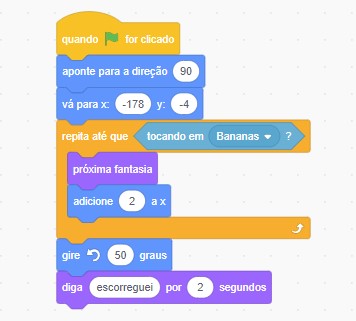 quando for clicado
aponte para a direção 90
vá para x: -178 y: -4
repita até que tocando em Bananas ?
próxima fantasia
adicione 2 a x
gire 50 graus
diga escorreguei por 2 segundos